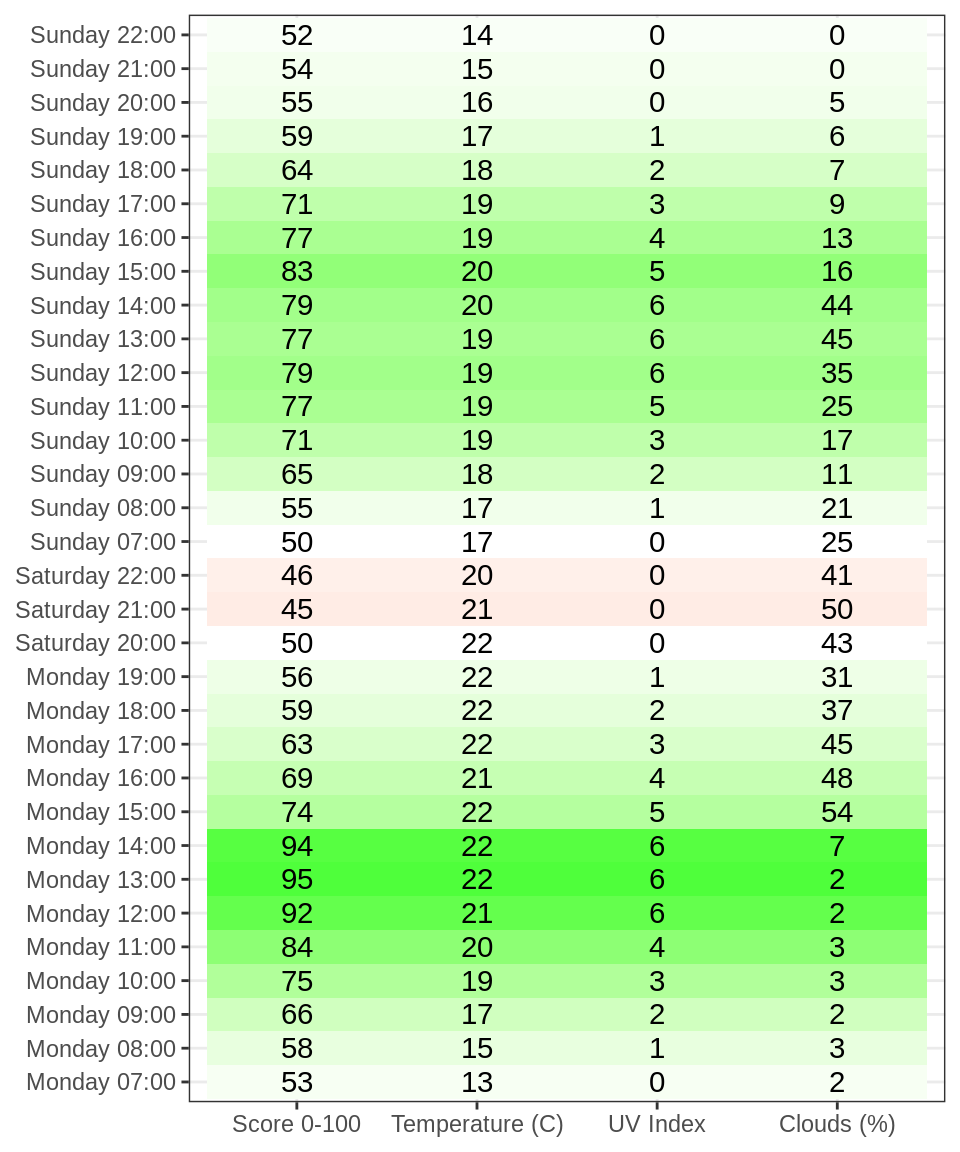 Sunday 22:00 52 14 0 0
Sunday 21:00 54 15 0 0
Sunday 20:00 55 16 0 5
Sunday 19:00 59 17 1 6
Sunday 18:00 64 18 2 7
Sunday 17:00 71 19 3 9
Sunday 16:00 77 19 4 13
Sunday 15:00 83 20 5 16
Sunday 14:00 79 20 6 44
Sunday 13:00 77 19 6 45
Sunday 12:00 79 19 6 35
Sunday 11:00 77 19 5 25
Sunday 10:00 71 19 3 17
Sunday 09:00 65 18 2 11
Sunday 08:00 55 17 1 21
Sunday 07:00 50 17 0 25
Saturday 22:00 46 20 0 41
Saturday 21:00 45 21 0 50
Saturday 20:00 50 22 0 43
Monday 19:00 56 22 1 31
Monday 18:00 59 22 2 37
Monday 17:00 63 22 3 45
Monday 16:00 69 21 4 48
Monday 15:00 74 22 5 54
Monday 14:00 94 22 6 7
Monday 13:00 95 22 6 2
Monday 12:00 92 21 6 2
Monday 11:00 84 20 4 3
Monday 10:00 75 19 3 3
Monday 09:00 66 17 2 2
Monday 08:00 58 15 1 3
Monday 07:00 53 13 0 2
Score 0-100 Temperature (C) UV Index Clouds (%)